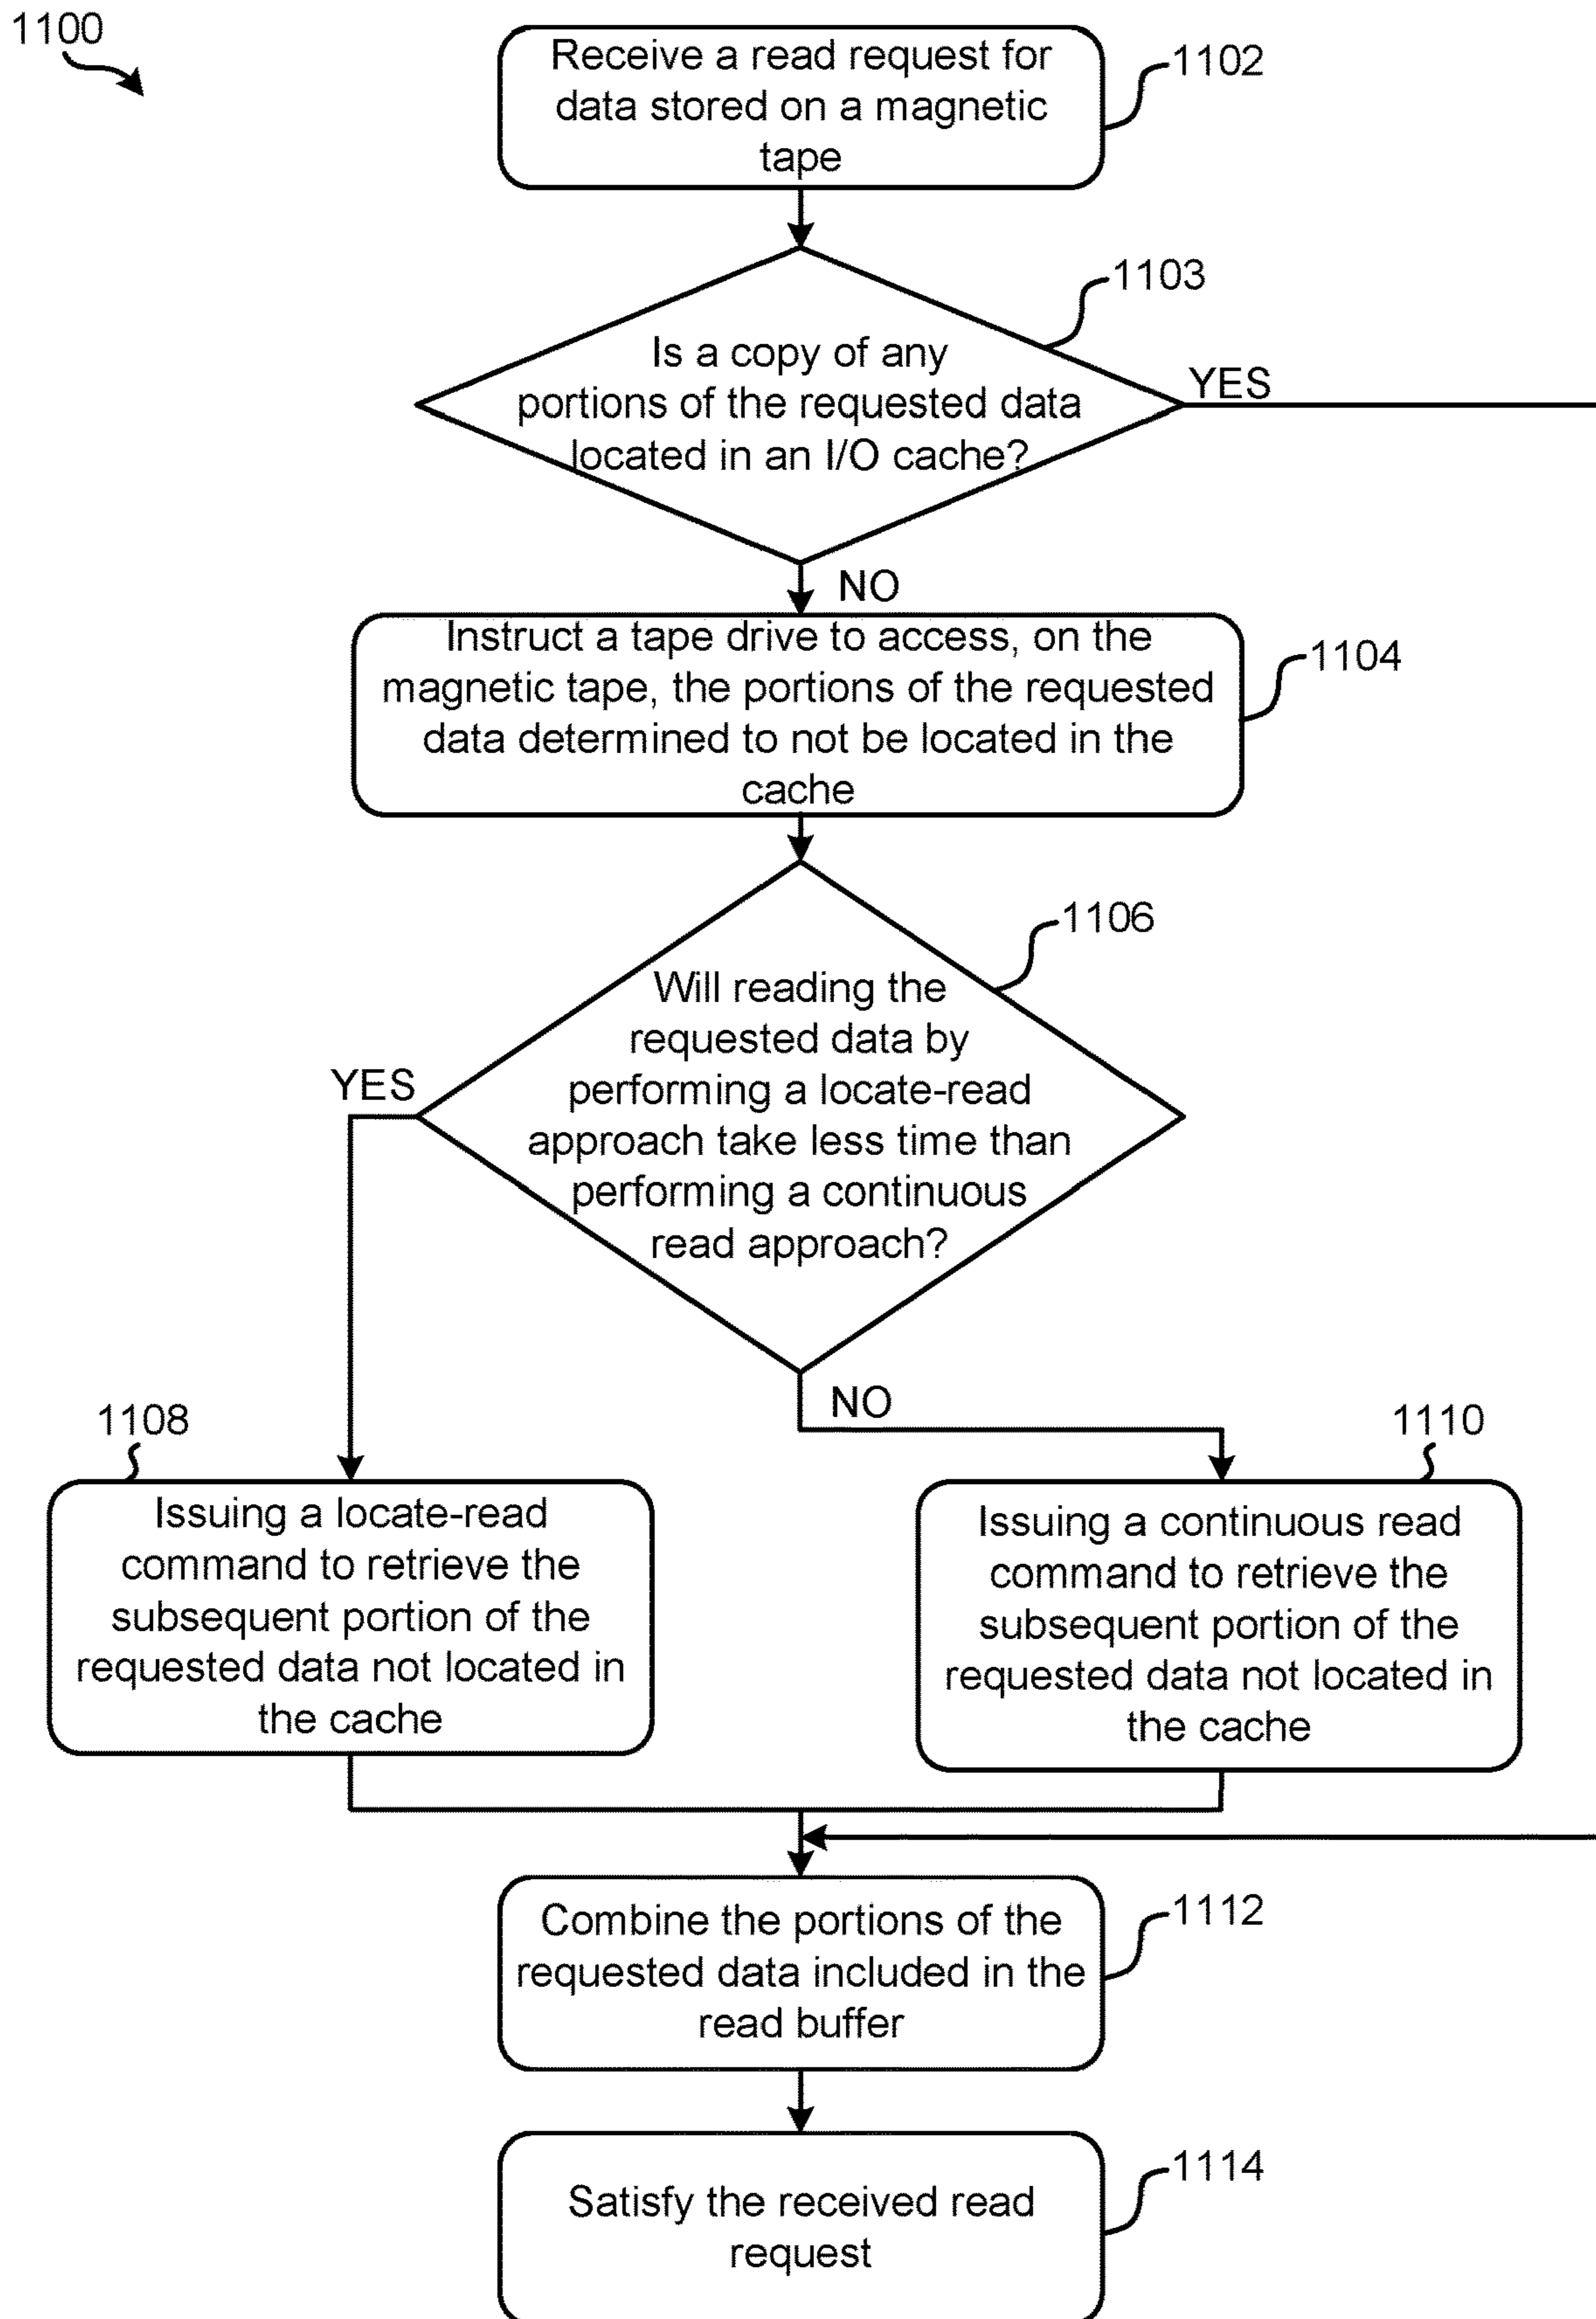 1100
Receive a read request for
data stored on a magnetic
tape
1102
1103
Is a copy of any
portions of the requested data
located in an I/O cache?
YES
NO
Instruct a tape drive to access, on the
magnetic tape, the portions of the requested
data determined to not be located in the
cache
1104
1106
Will reading the
requested data by
performing a locate-read
approach take less time than
performing a continuous
read approach?
YES
NO
1108
Issuing a locate-read
command to retrieve the
subsequent portion of the
requested data not located in
the cache
1110
Issuing a continuous read
command to retrieve the
subsequent portion of the
requested data not located in
the cache
Combine the portions of the
requested data included in the
read buffer
1112
Satisfy the received read
request
1114